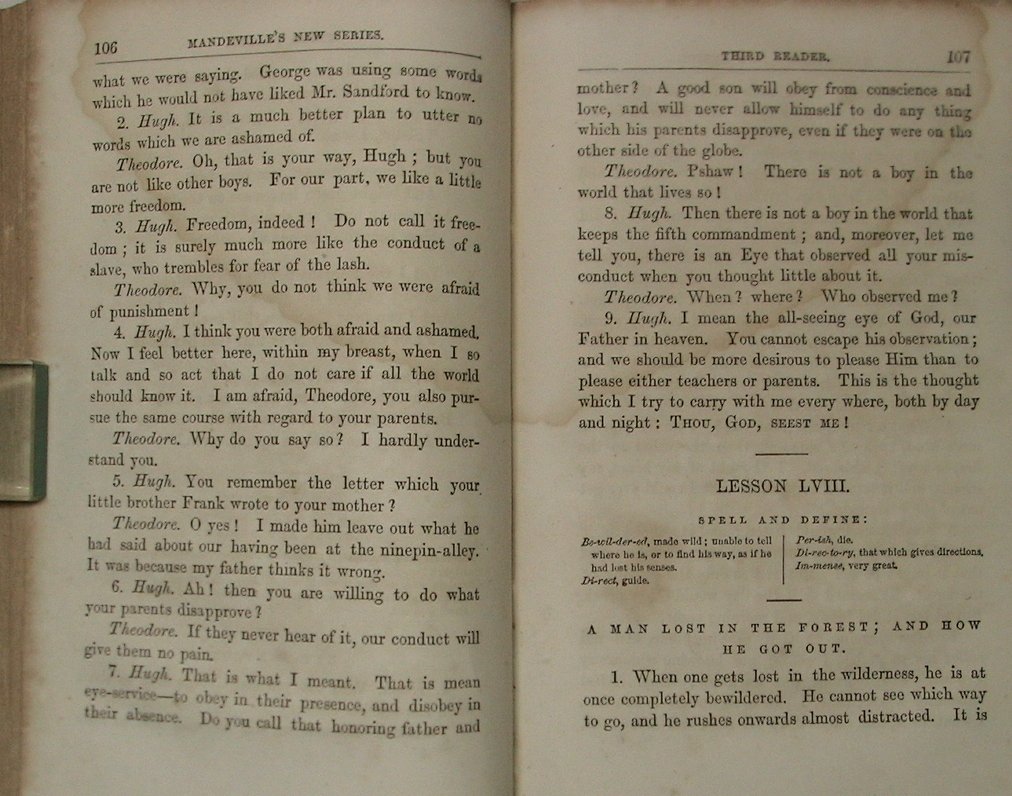 106 MANDEVILLE'S NEW SERIES.
what we were saying. George was using some words
which he would not have liked Mr. Sandford to know.
2. Hugh. It is a much better plan to utter no
words which we are ashamed of.
Theodore. Oh, that is your way, Hugh ; but you
are not like other boys. For our part, we like a little
more freedom.
3. Hugh. Freedom, indeed ! Do not call it free-
dom ; it is surely much more like the conduct of a
slave, who trembles for fear of the lash.
Theodore. Why, you do not think we were afraid
of punishment !
4. Hugh. I think you were both afraid and ashamed.
Now I feel better here, within my breast, when I so
talk and so act that I do not care if all the world
should know it. I am afraid, Theodore, you also pur-
sue the same course with regard to your parents.
Theodore. Why do you say so ? I hardly under-
stand you.
5. Hugh. You remember the letter which your
little brother Frank wrote to your mother ?
Theodore. O yes ! I made him leave out what he
had said about our having been at the ninepin-alley.
It was because my father thinks it wrong.
6. Hugh. Ah ! then you are willing to do what
your parents disapprove ?
Theodore. If they never hear of it, our conduct will
give them no pain.
7. Hugh. That is what I meant. That is mean
eye-service—to obey in their presence, and disobey in
their absence. Do you call that honoring father and
THIRD READER. 107
mother ? A good son will obey from conscience and
love, and will never allow himself to do any thing
which his parents disapprove, even if they were on the
other side of the globe.
Theodore. Pshaw ! There is not a boy in the
world that lives so !
8. Hugh. Then there is not a boy in the world that
keeps the fifth commandment ; and, moreover, let me
tell you, there is an Eye that observed all your mis-
conduct when you thought little about it.
Theodore. When ? where ? Who observed me ?
9. Hugh. I mean the all-seeing eye of God, our
Father in heaven. You cannot escape his observation ;
and we should be more desirous to please Him than to
please either teachers or parents. This is the thought
which I try to carry with me every where, both by day
and night : THOU, GOD, SEEST ME !
LESSON LVIII.
SPELL AND DEFINE :
Be-wil-der-ed, made wild ; unable to tell
where he is, or to find his way, as if he
had lost his senses.
Di-rect, guide.
Per-ish, die.
Di-rec-to-ry, that which gives directions.
Im-mense, very great.
A MAN LOST IN THE FOREST ; AND HOW
HE GOT OUT.
1. When one gets lost in the wilderness, he is at
once completely bewildered. He cannot see which way
to go, and he rushes onwards almost distracted. It is